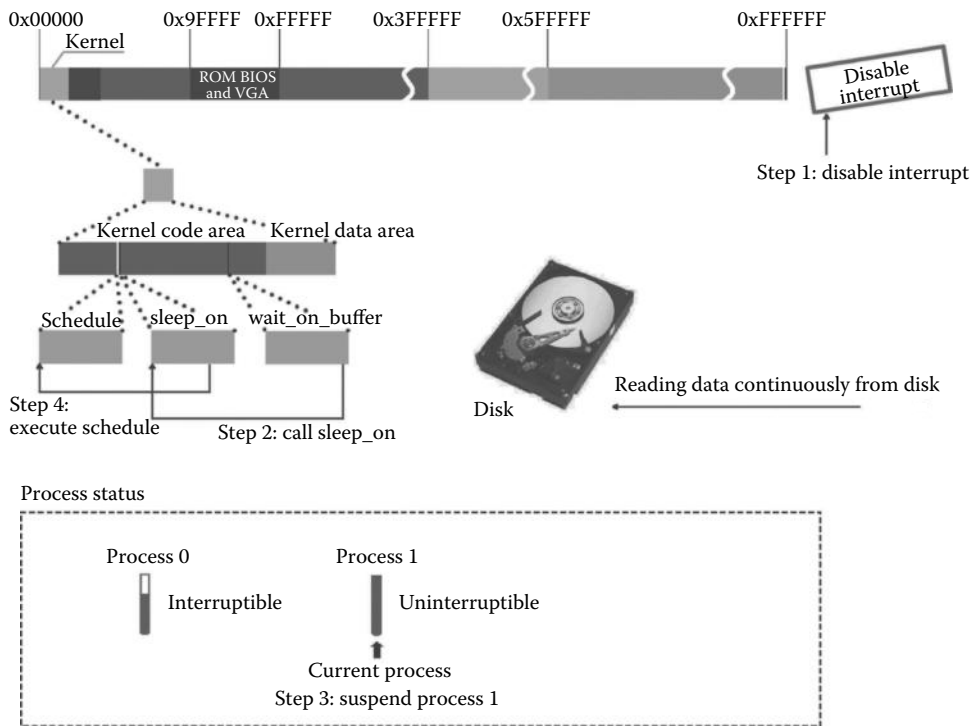 0x00000 0x9FFFF 0xFFFFF 0x3FFFFF 0x5FFFFF 0xFFFFFF
Kernel
ROM BIOS
and VGA
Disable
interrupt
Step 1: disable interrupt
Kernel code area Kernel data area
Schedule sleep_on wait_on_buffer
Step 4:
execute schedule
Step 2: call sleep_on
Disk
Reading data continuously from disk
Process status
Process 0 Process 1
Interruptible Uninterruptible
Current process
Step 3: suspend process 1